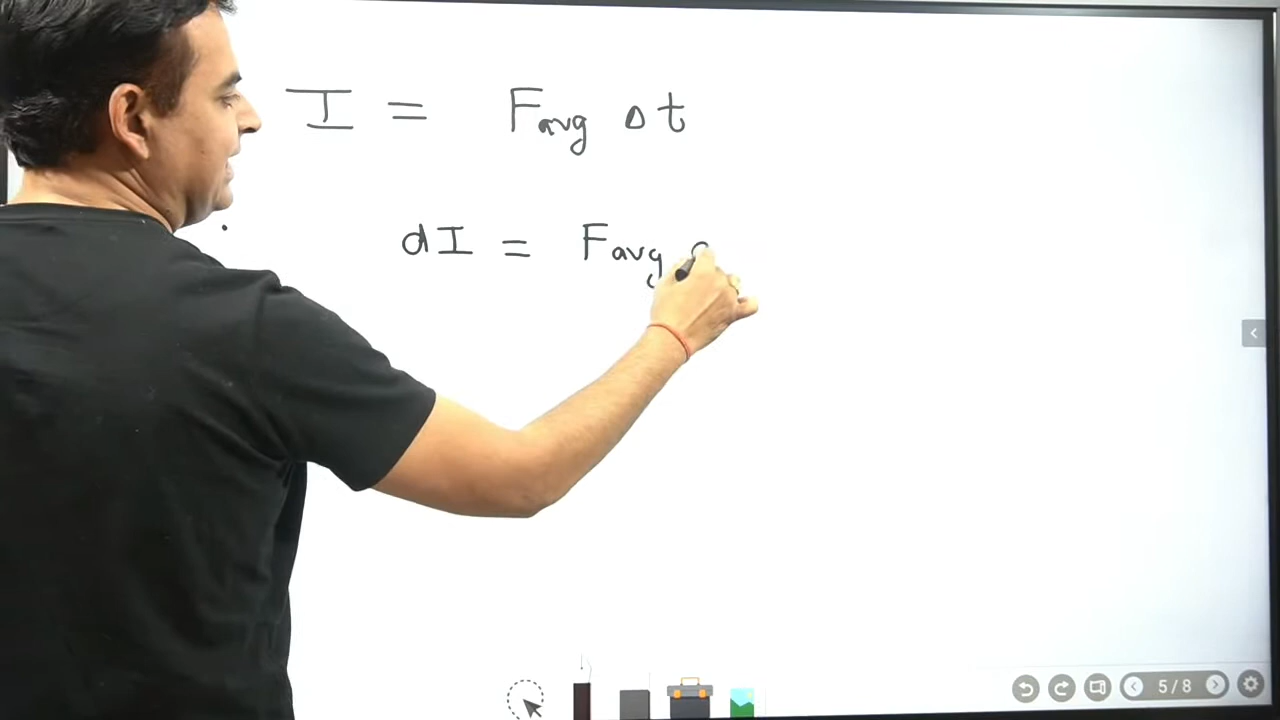 I = Favg Δt
dI = Favg
5/8